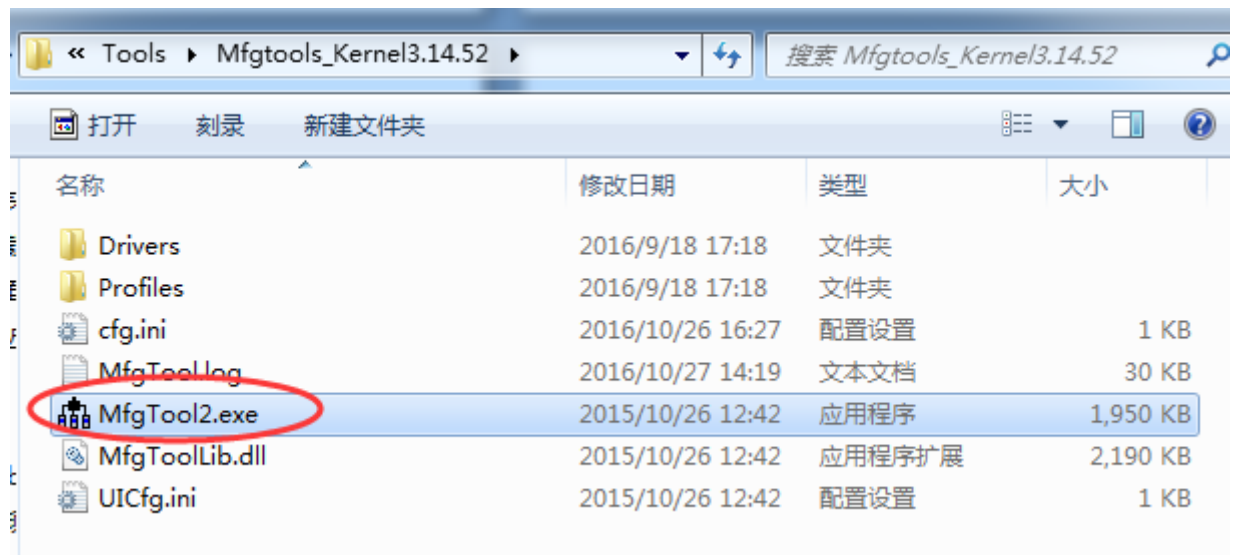 « Tools ▸ Mfgtools_Kernel3.14.52 ▸ 搜索 Mfgtools_Kernel3.14.52
打开 刻录 新建文件夹
名称 修改日期 类型 大小
Drivers 2016/9/18 17:18 文件夹
Profiles 2016/9/18 17:18 文件夹
cfg.ini 2016/10/26 16:27 配置设置 1 KB
MfgTool.log 2016/10/27 14:19 文本文档 30 KB
MfgTool2.exe 2015/10/26 12:42 应用程序 1,950 KB
MfgToolLib.dll 2015/10/26 12:42 应用程序扩展 2,190 KB
UICfg.ini 2015/10/26 12:42 配置设置 1 KB